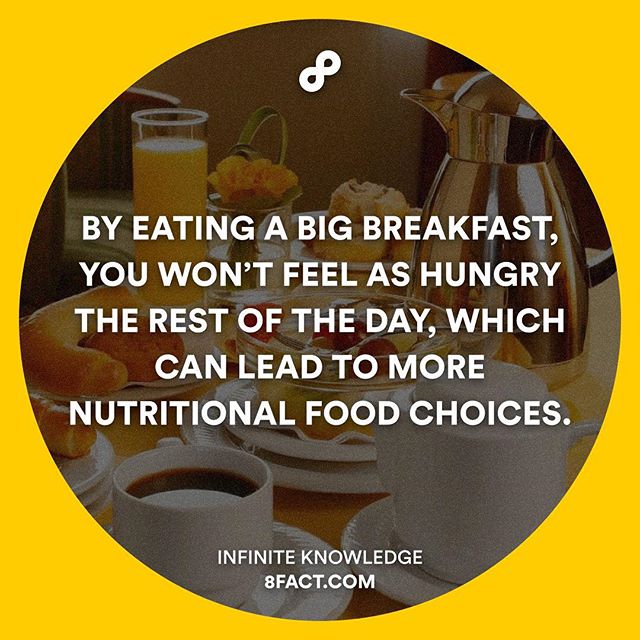 BY EATING A BIG BREAKFAST,
YOU WON'T FEEL AS HUNGRY
THE REST OF THE DAY, WHICH
CAN LEAD TO MORE
NUTRITIONAL FOOD CHOICES.
INFINITE KNOWLEDGE
8FACT.COM